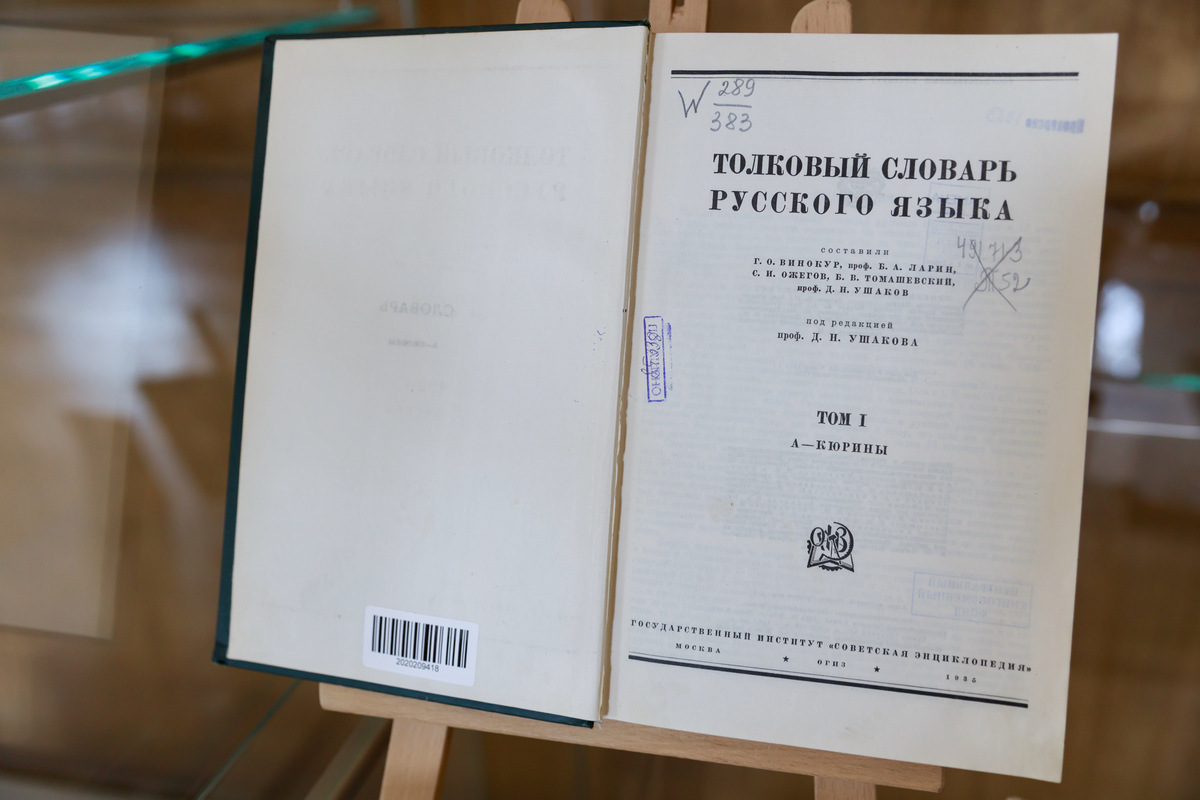 2020209418
W 289
383
ТОЛКОВЫЙ СЛОВАРЬ
РУССКОГО ЯЗЫКА
составили
Г. О. ВИНОКУР, проф. Б. А. ЛАРИН,
С. И. ОЖЕГОВ, Б. В. ТОМАШЕВСКИЙ,
проф. Д. Н. УШАКОВ
под редакцией
проф. Д. Н. УШАКОВА
ТОМ I
А—КЮРИНЫ
ГОСУДАРСТВЕННЫЙ ИНСТИТУТ «СОВЕТСКАЯ ЭНЦИКЛОПЕДИЯ»
МОСКВА ★ ОГИЗ ★ 1935